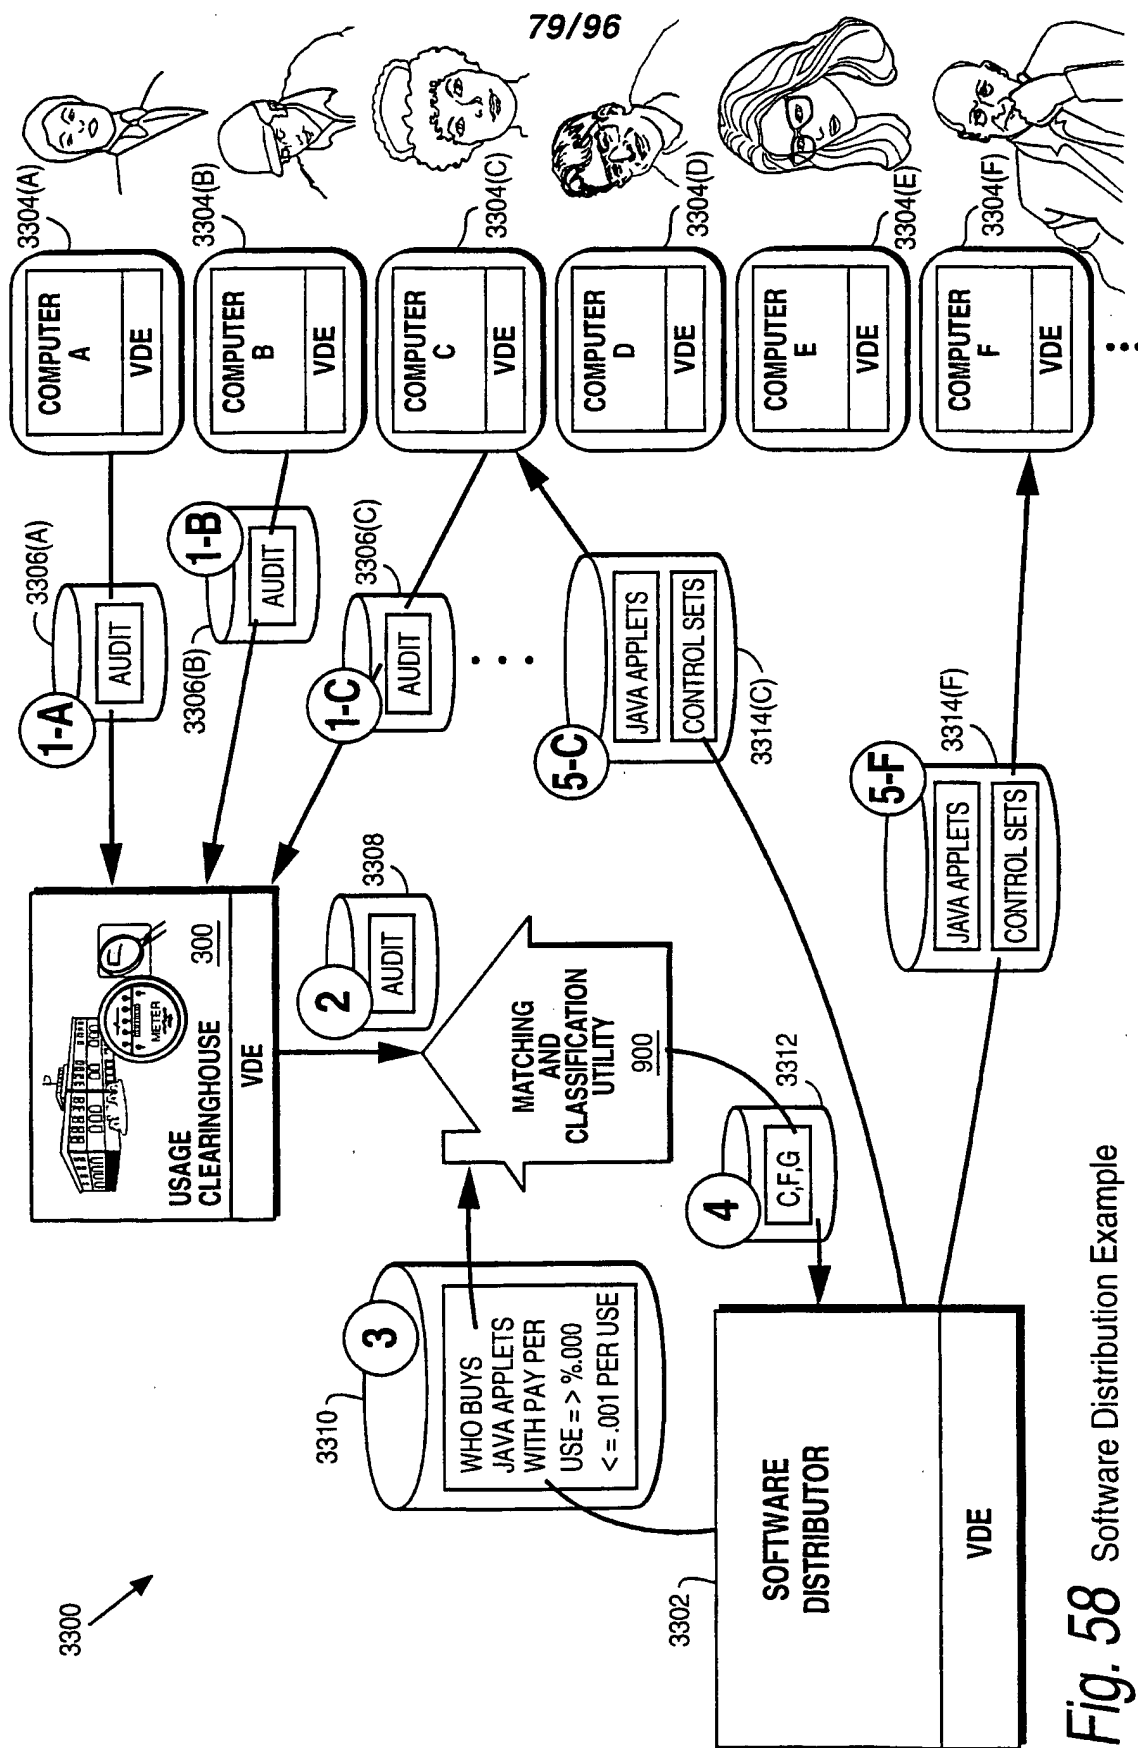 79/96
3300
3304(A)
COMPUTER
A
VDE
3304(B)
COMPUTER
B
VDE
3304(C)
COMPUTER
C
VDE
3304(D)
COMPUTER
D
VDE
3304(E)
COMPUTER
E
VDE
3304(F)
COMPUTER
F
VDE
3306(A)
1-A
AUDIT
3306(B)
1-B
AUDIT
3306(C)
1-C
AUDIT
METER
USAGE
CLEARINGHOUSE
300
VDE
2
3308
AUDIT
MATCHING
AND
CLASSIFICATION
UTILITY
900
3310
3
WHO BUYS
JAVA APPLETS
WITH PAY PER
USE = > %.000
< = .001 PER USE
4
3312
C,F,G
5-C
JAVA APPLETS
CONTROL SETS
3314(C)
5-F
3314(F)
JAVA APPLETS
CONTROL SETS
3302
SOFTWARE
DISTRIBUTOR
VDE
Fig. 58 Software Distribution Example